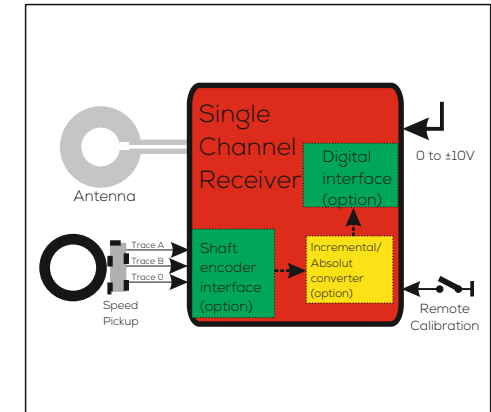 Single
Channel
Receiver
Digital
interface
(option)
0 to ±10V
Antenna
Trace A
Trace B
Trace 0
Shaft
encoder
interface
(option)
Incremental/
Absolut
converter
(option)
Speed
Pickup
Remote
Calibration